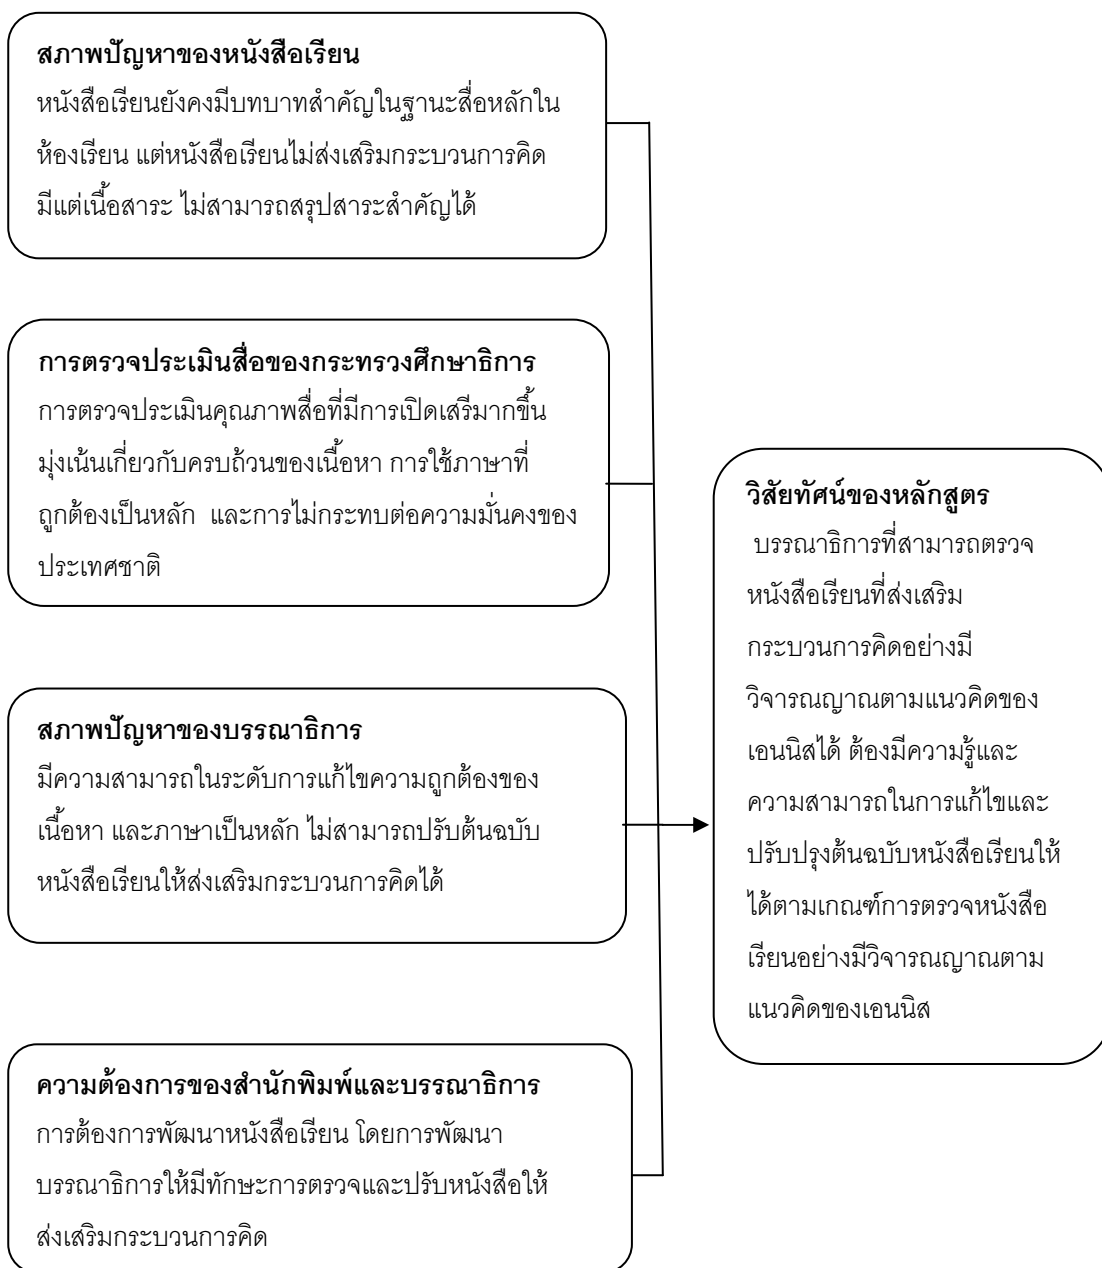 สภาพปัญหาของหนังสือเรียน
หนังสือเรียนยังคงมีบทบาทสำคัญในฐานะสื่อหลักใน
ห้องเรียน แต่หนังสือเรียนไม่ส่งเสริมกระบวนการคิด
มีแต่เนื้อสาระ ไม่สามารถสรุปสาระสำคัญได้
การตรวจประเมินสื่อของกระทรวงศึกษาธิการ
การตรวจประเมินคุณภาพสื่อที่มีการเปิดเสรีมากขึ้น
มุ่งเน้นเกี่ยวกับครบถ้วนของเนื้อหา การใช้ภาษาที่
ถูกต้องเป็นหลัก และการไม่กระทบต่อความมั่นคงของ
ประเทศชาติ
สภาพปัญหาของบรรณาธิการ
มีความสามารถในระดับการแก้ไขความถูกต้องของ
เนื้อหา และภาษาเป็นหลัก ไม่สามารถปรับต้นฉบับ
หนังสือเรียนให้ส่งเสริมกระบวนการคิดได้
ความต้องการของสำนักพิมพ์และบรรณาธิการ
การต้องการพัฒนาหนังสือเรียน โดยการพัฒนา
บรรณาธิการให้มีทักษะการตรวจและปรับหนังสือให้
ส่งเสริมกระบวนการคิด
วิสัยทัศน์ของหลักสูตร
บรรณาธิการที่สามารถตรวจ
หนังสือเรียนที่ส่งเสริม
กระบวนการคิดอย่างมี
วิจารณญาณตามแนวคิดของ
เอนนิสได้ ต้องมีความรู้และ
ความสามารถในการแก้ไขและ
ปรับปรุงต้นฉบับหนังสือเรียนให้
ได้ตามเกณฑ์การตรวจหนังสือ
เรียนอย่างมีวิจารณญาณตาม
แนวคิดของเอนนิส